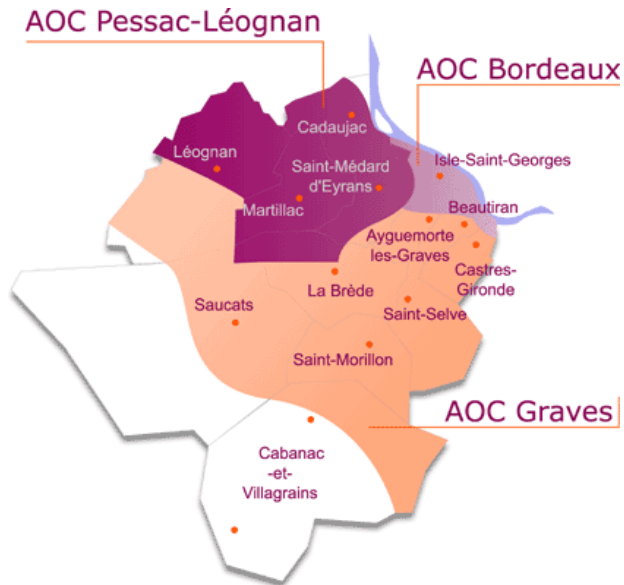 AOC Pessac-Léognan
AOC Bordeaux
Cadaujac
Léognan
Saint-Médard
d'Eyrans
Isle-Saint-Georges
Martillac
Beautiran
Ayguemorte
les-Graves
Castres-
Gironde
La Brède
Saucats
Saint-Selve
Saint-Morillon
AOC Graves
Cabanac
-et-
Villagrains